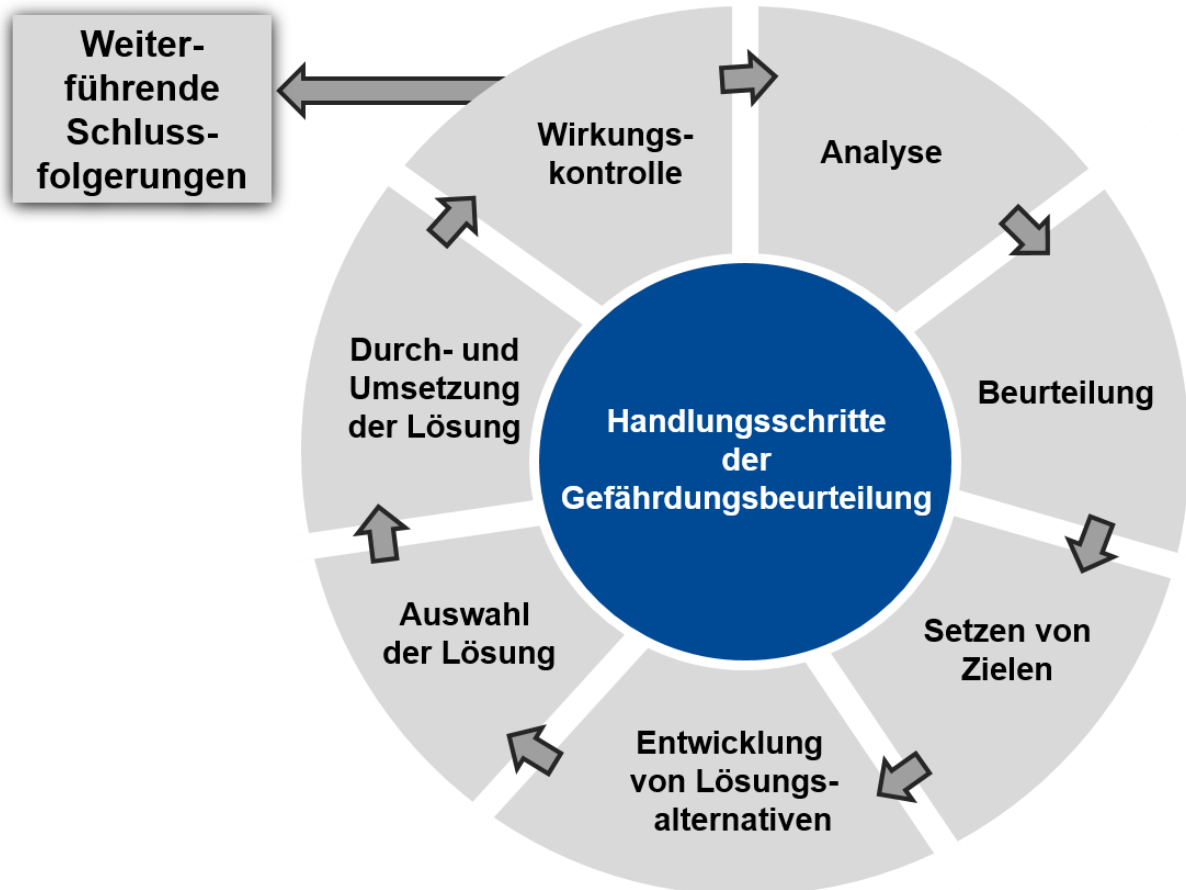 Weiter-
führende
Schluss-
folgerungen
Wirkungs-
kontrolle
Analyse
Beurteilung
Setzen von
Zielen
Entwicklung
von Lösungs-
alternativen
Auswahl
der Lösung
Durch- und
Umsetzung
der Lösung
Handlungsschritte
der
Gefährdungsbeurteilung